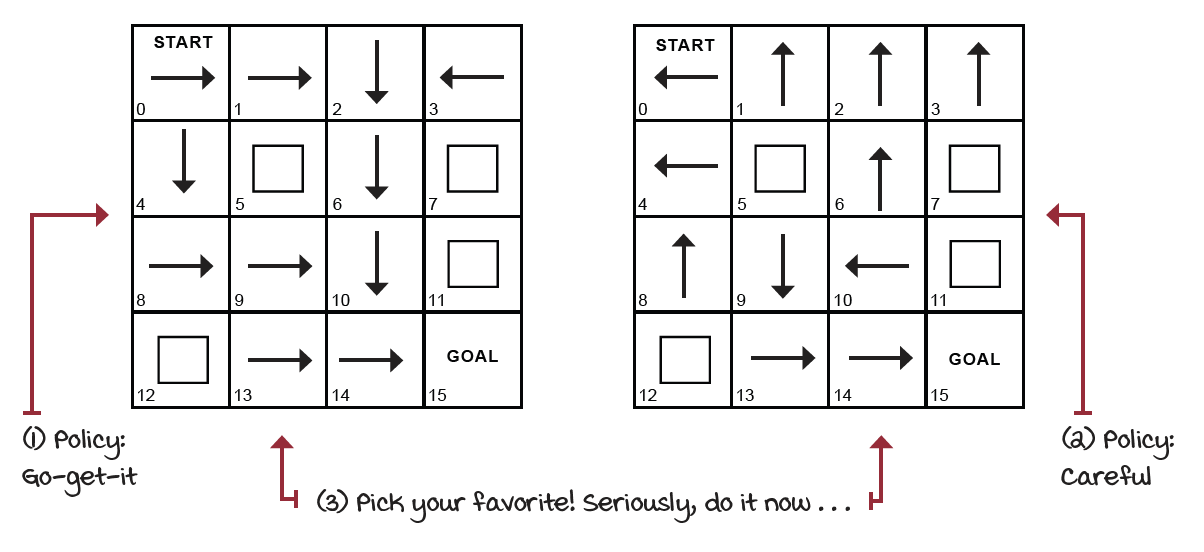 START START
0 1 2 3 0 1 2 3
4 5 6 7 4 5 6 7
8 9 10 11 8 9 10 11
GOAL GOAL
12 13 14 15 12 13 14 15
(1) Policy:
Go-get-it
(2) Policy:
Careful
(3) Pick your favorite! Seriously, do it now . . .